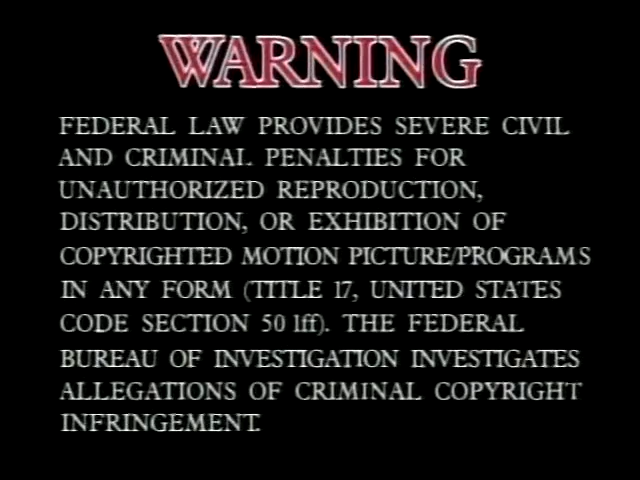 WARNING
FEDERAL LAW PROVIDES SEVERE CIVIL
AND CRIMINAL PENALTIES FOR
UNAUTHORIZED REPRODUCTION,
DISTRIBUTION, OR EXHIBITION OF
COPYRIGHTED MOTION PICTURE/PROGRAMS
IN ANY FORM (TITLE 17, UNITED STATES
CODE SECTION 501ff). THE FEDERAL
BUREAU OF INVESTIGATION INVESTIGATES
ALLEGATIONS OF CRIMINAL COPYRIGHT
INFRINGEMENT.